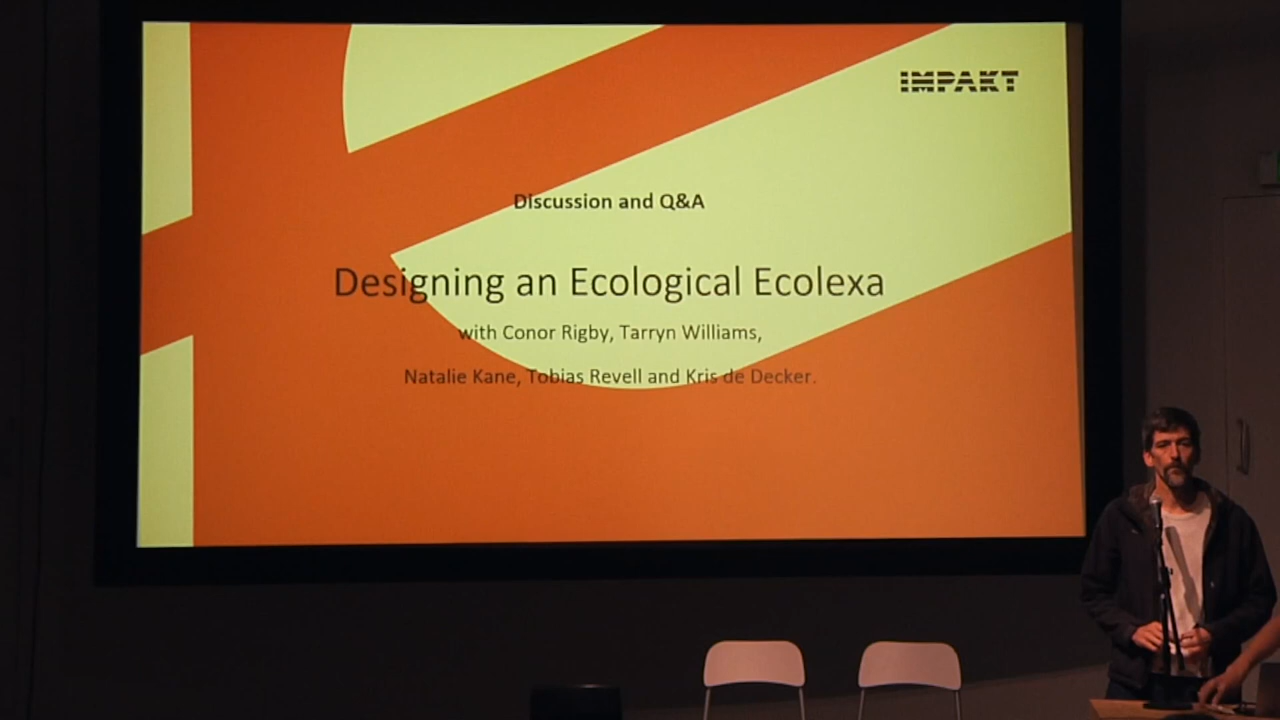 IMPAKT
Discussion and Q&A
Designing an Ecological Ecolexa
with Conor Rigby, Tarryn Williams,
Natalie Kane, Tobias Revell and Kris de Decker.